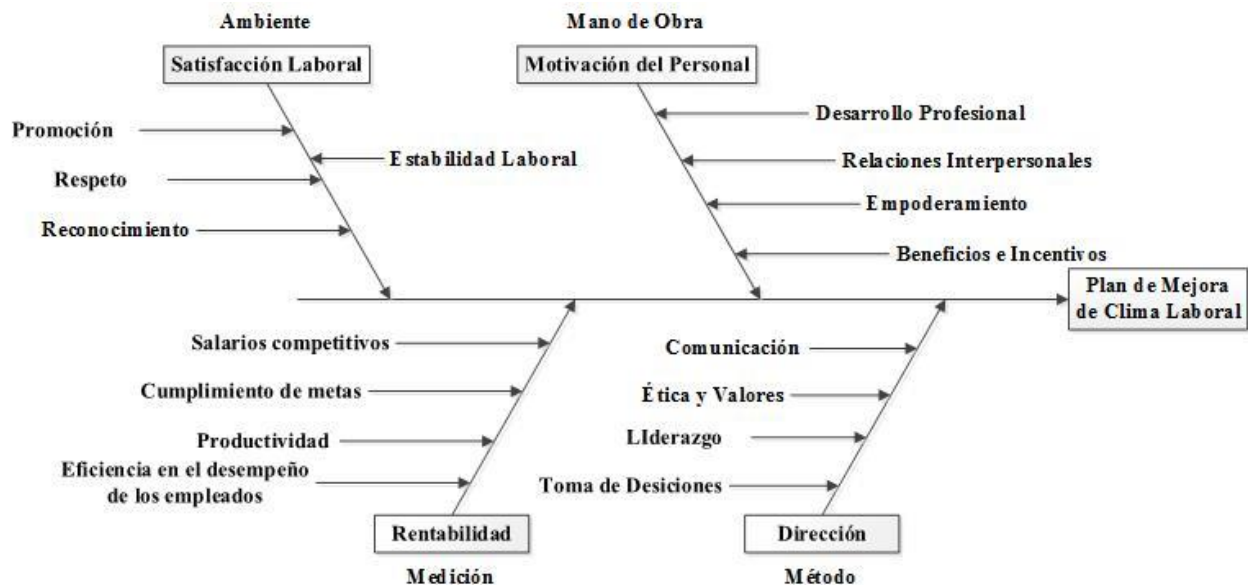 Ambiente
Mano de Obra
Satisfacción Laboral
Motivación del Personal
Promoción
Estabilidad Laboral
Respeto
Reconocimiento
Desarrollo Profesional
Relaciones Interpersonales
Empoderamiento
Beneficios e Incentivos
Plan de Mejora
de Clima Laboral
Salarios competitivos
Cumplimiento de metas
Productividad
Eficiencia en el desempeño
de los empleados
Comunicación
Ética y Valores
LIderazgo
Toma de Desiciones
Rentabilidad
Dirección
Medición
Método